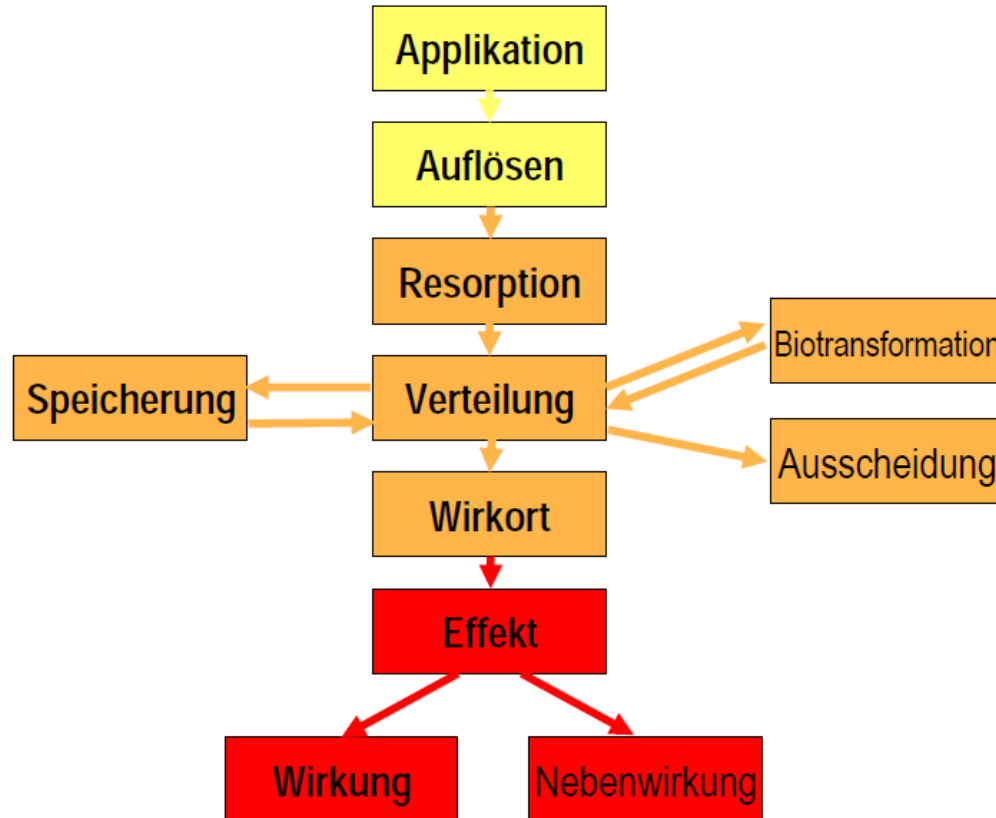 Applikation
Auflösen
Resorption
Biotransformation
Speicherung
Verteilung
Ausscheidung
Wirkort
Effekt
Wirkung
Nebenwirkung